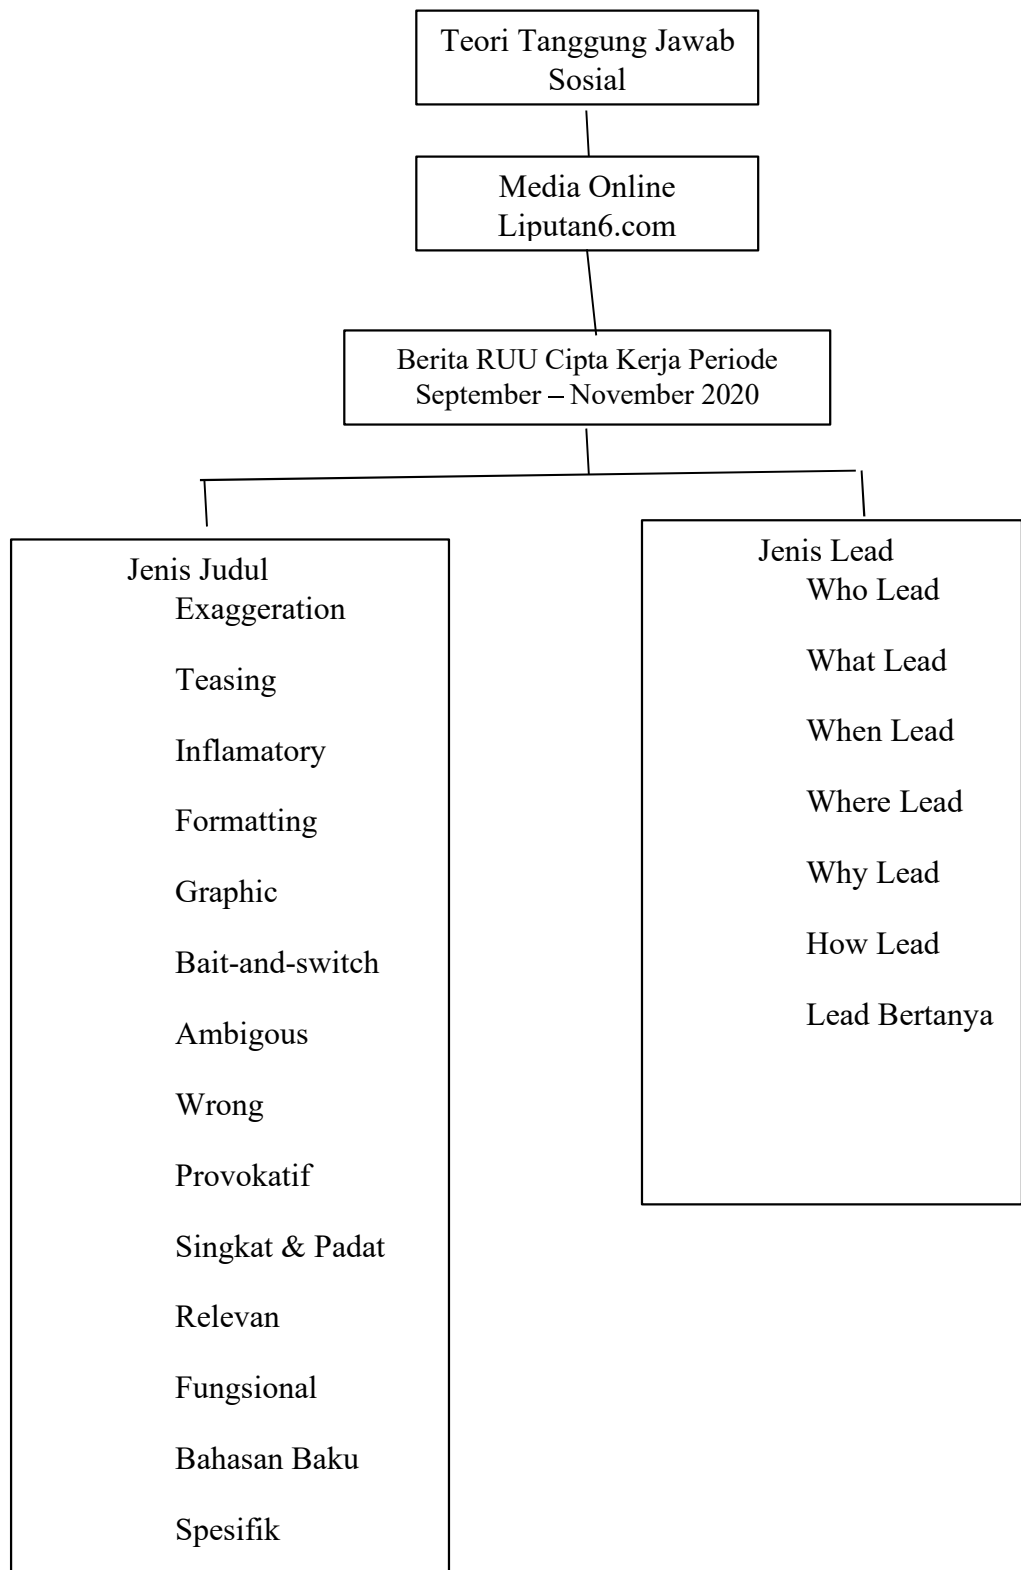 Teori Tanggung Jawab
Sosial
Media Online
Liputan6.com
Berita RUU Cipta Kerja Periode
September – November 2020
Jenis Judul
Exaggeration
Teasing
Inflamatory
Formatting
Graphic
Bait-and-switch
Ambigous
Wrong
Provokatif
Singkat & Padat
Relevan
Fungsional
Bahasan Baku
Spesifik
Jenis Lead
Who Lead
What Lead
When Lead
Where Lead
Why Lead
How Lead
Lead Bertanya